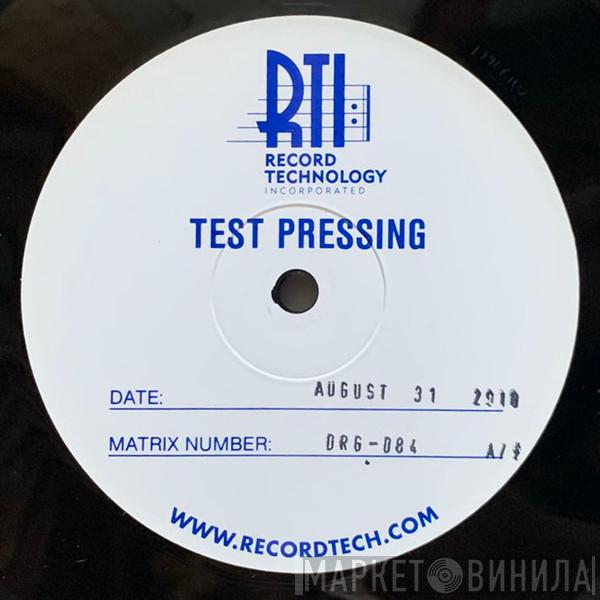 RTI
RECORD
TECHNOLOGY
INCORPORATED
TEST PRESSING
DATE: AUGUST 31 2010
MATRIX NUMBER: DRG-084
WWW.RECORDTECH.COM
МАРКЕТ ВИНИЛА